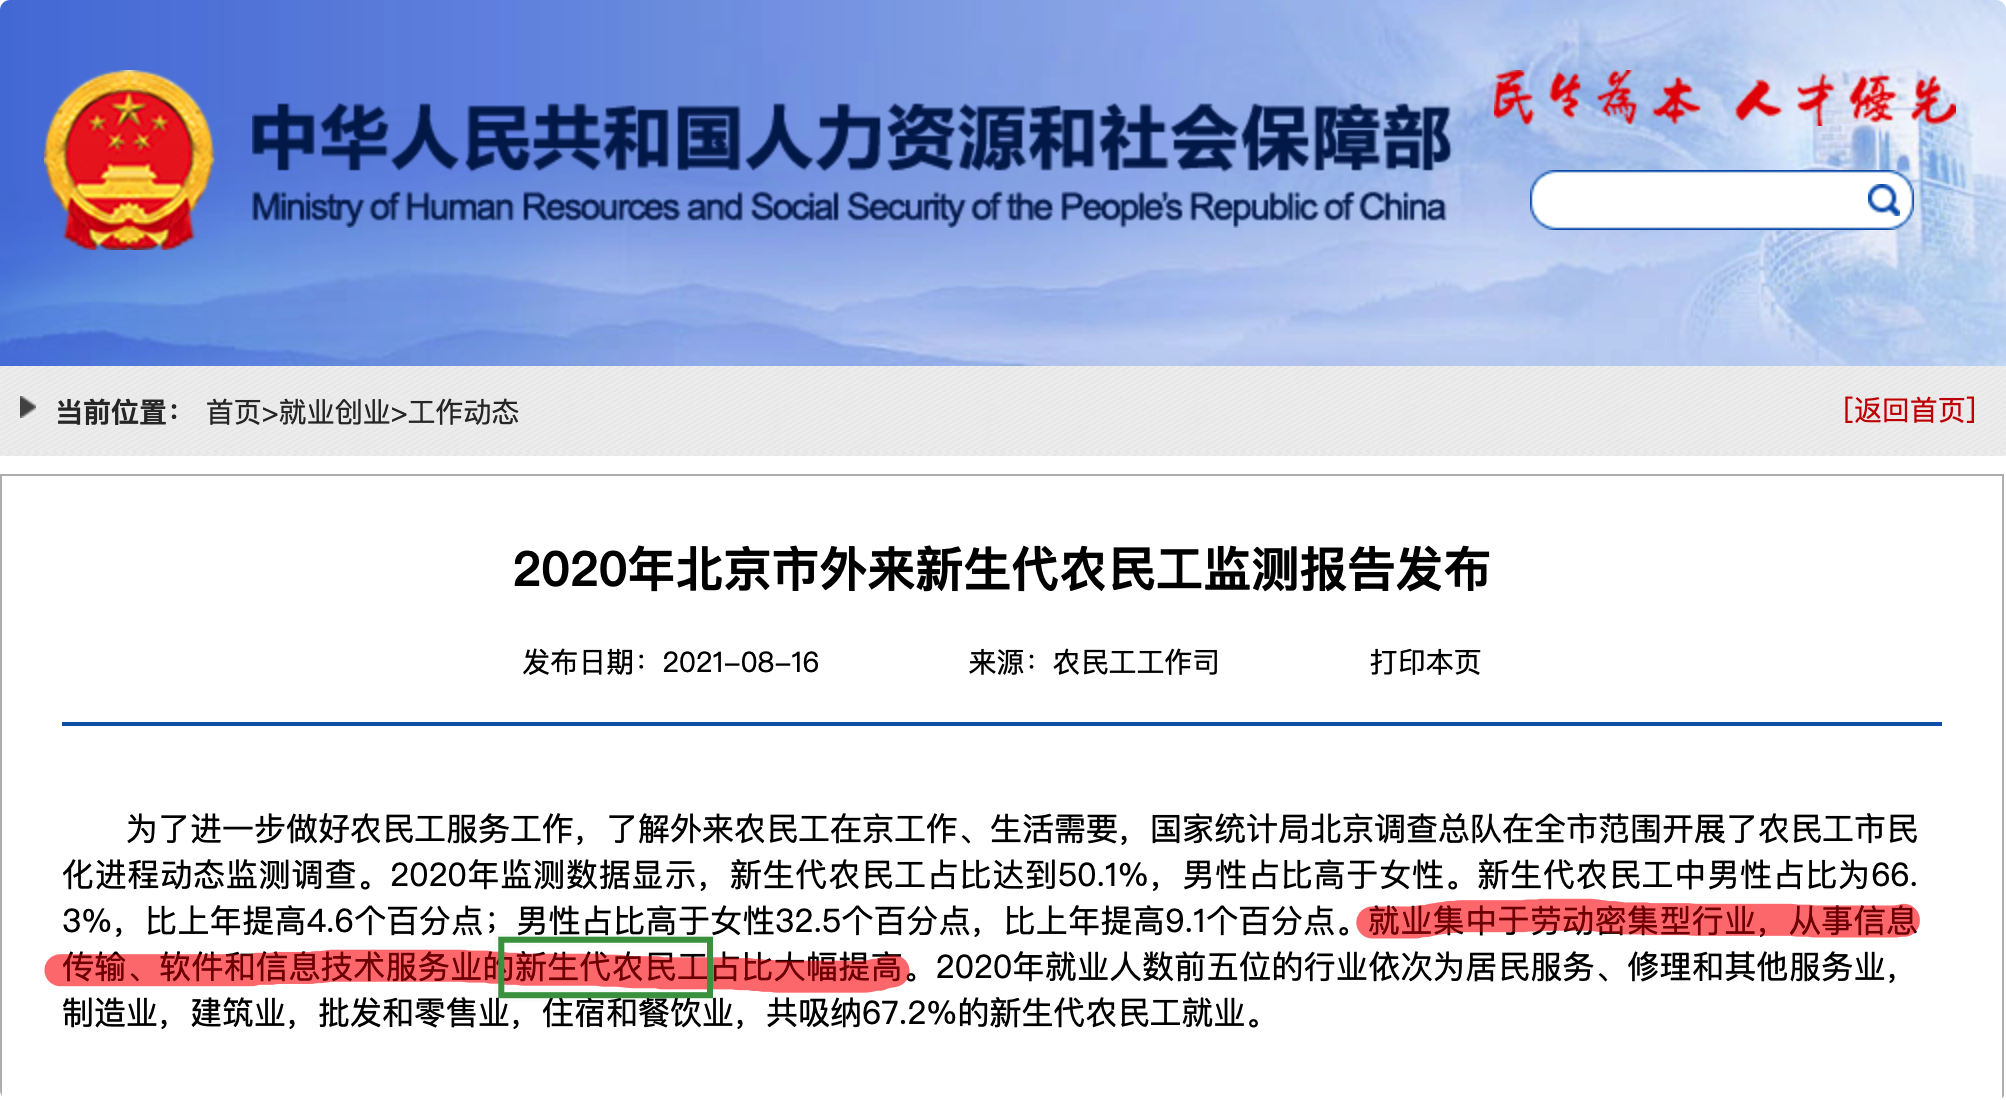 中华人民共和国人力资源和社会保障部
Ministry of Human Resources and Social Security of the People's Republic of China
民生為本 人才優先
当前位置： 首页>就业创业>工作动态
[返回首页]
2020年北京市外来新生代农民工监测报告发布
发布日期：2021-08-16 来源：农民工工作司 打印本页
为了进一步做好农民工服务工作，了解外来农民工在京工作、生活需要，国家统计局北京调查总队在全市范围开展了农民工市民
化进程动态监测调查。2020年监测数据显示，新生代农民工占比达到50.1%，男性占比高于女性。新生代农民工中男性占比为66.
3%，比上年提高4.6个百分点；男性占比高于女性32.5个百分点，比上年提高9.1个百分点。就业集中于劳动密集型行业，从事信息
传输、软件和信息技术服务业的新生代农民工占比大幅提高。2020年就业人数前五位的行业依次为居民服务、修理和其他服务业，
制造业，建筑业，批发和零售业，住宿和餐饮业，共吸纳67.2%的新生代农民工就业。